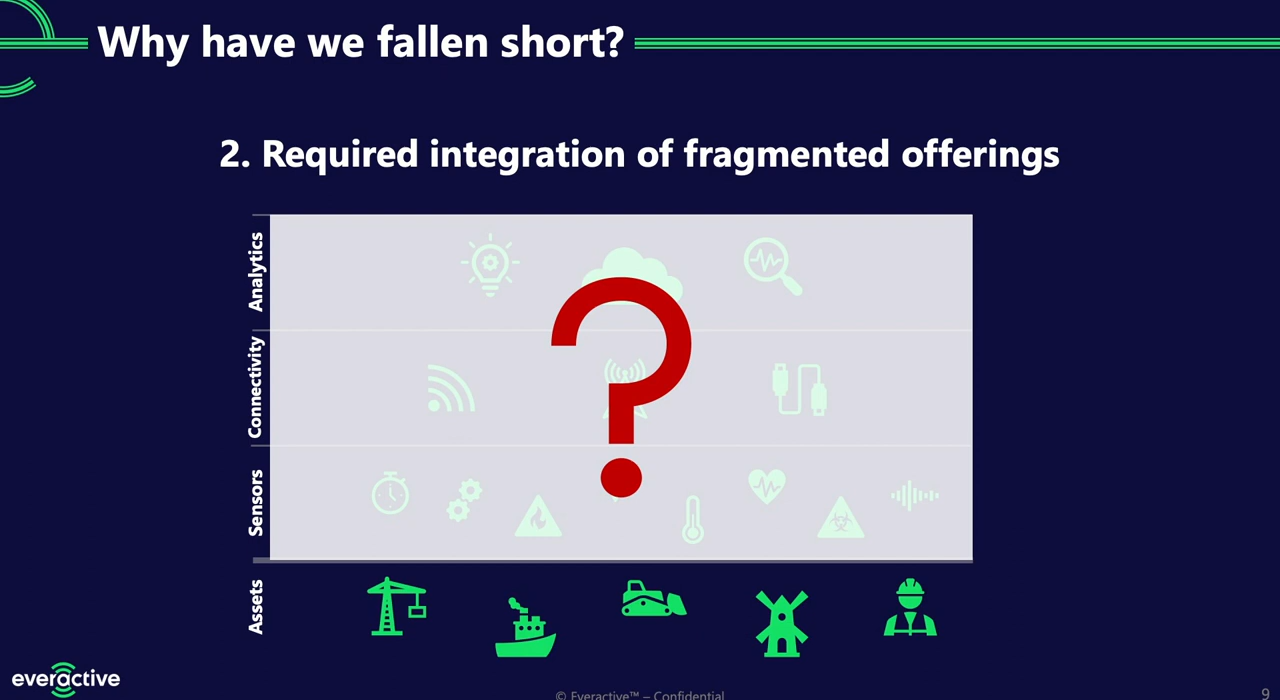 Why have we fallen short?
2. Required integration of fragmented offerings
Analytics
Connectivity
Sensors
Assets
everactive
© Everactive™ – Confidential
9